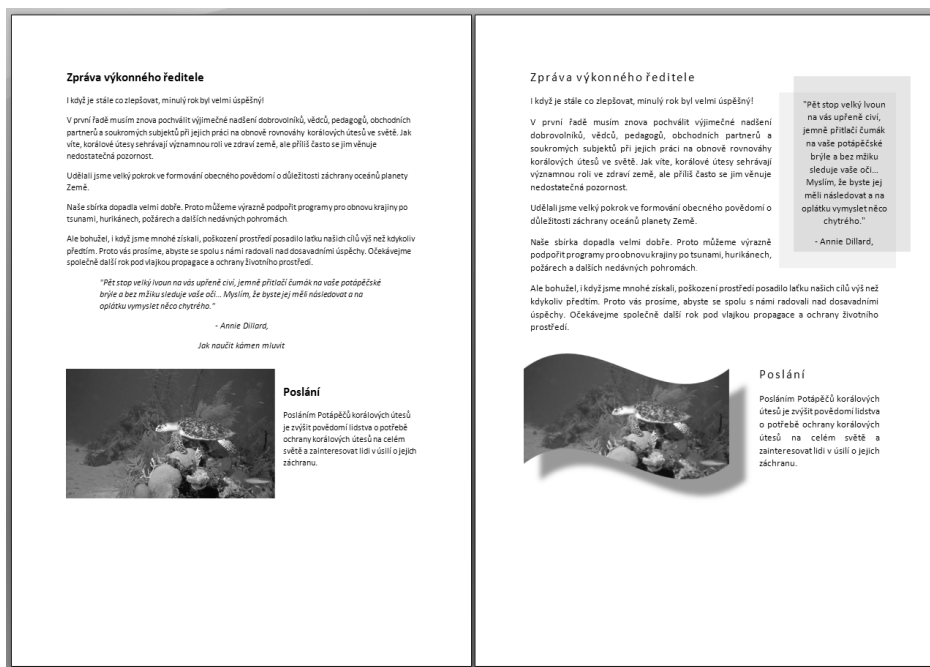 Zpráva výkonného ředitele
I když je stále co zlepšovat, minulý rok byl velmi úspěšný!
V první řadě musím znova pochválit výjimečné nadšení dobrovolníků, vědců, pedagogů, obchodních
partnerů a soukromých subjektů při jejich práci na obnově rovnováhy korálových útesů ve světě. Jak
víte, korálové útesy sehrávají významnou roli ve zdraví země, ale příliš často se jim věnuje
nedostatečná pozornost.
Udělali jsme velký pokrok ve formování obecného povědomí o důležitosti záchrany oceánů planety
Země.
Naše sbírka dopadla velmi dobře. Proto můžeme výrazně podpořit programy pro obnovu krajiny po
tsunami, hurikánech, požárech a dalších nedávných pohromách.
Ale bohužel, i když jsme mnohé získali, poškození prostředí posadilo laťku našich cílů výš než kdykoliv
předtím. Proto vás prosíme, abyste se spolu s námi radovali nad dosavadními úspěchy. Očekávejme
společně další rok pod vlajkou propagace a ochrany životního prostředí.
"Pět stop velký lvoun na vás upřeně civí, jemně přitlačí čumák na vaše potápěčské
brýle a bez mžiku sleduje vaše oči... Myslím, že byste jej měli následovat a na
oplátku vymyslet něco chytrého."
- Annie Dillard,
Jak naučit kámen mluvit
Poslání
Posláním Potápěčů korálových útesů
je zvýšit povědomí lidstva o potřebě
ochrany korálových útesů na celém
světě a zainteresovat lidi v úsilí o jejich
záchranu.
Zpráva výkonného ředitele
I když je stále co zlepšovat, minulý rok byl velmi úspěšný!
V první řadě musím znova pochválit výjimečné nadšení
dobrovolníků, vědců, pedagogů, obchodních partnerů a
soukromých subjektů při jejich práci na obnově rovnováhy
korálových útesů ve světě. Jak víte, korálové útesy sehrávají
významnou roli ve zdraví země, ale příliš často se jim věnuje
nedostatečná pozornost.
Udělali jsme velký pokrok ve formování obecného povědomí o
důležitosti záchrany oceánů planety Země.
Naše sbírka dopadla velmi dobře. Proto můžeme výrazně
podpořit programy pro obnovu krajiny po tsunami, hurikánech,
požárech a dalších nedávných pohromách.
Ale bohužel, i když jsme mnohé získali, poškození prostředí posadilo laťku našich cílů výš než
kdykoliv předtím. Proto vás prosíme, abyste se spolu s námi radovali nad dosavadními
úspěchy. Očekávejme společně další rok pod vlajkou propagace a ochrany životního
prostředí.
"Pět stop velký lvoun
na vás upřeně civí,
jemně přitlačí čumák
na vaše potápěčské
brýle a bez mžiku
sleduje vaše oči...
Myslím, že byste jej
měli následovat a na
oplátku vymyslet něco
chytrého."
- Annie Dillard,
Poslání
Posláním Potápěčů korálových
útesů je zvýšit povědomí lidstva
o potřebě ochrany korálových
útesů na celém světě a
zainteresovat lidi v úsilí o jejich
záchranu.